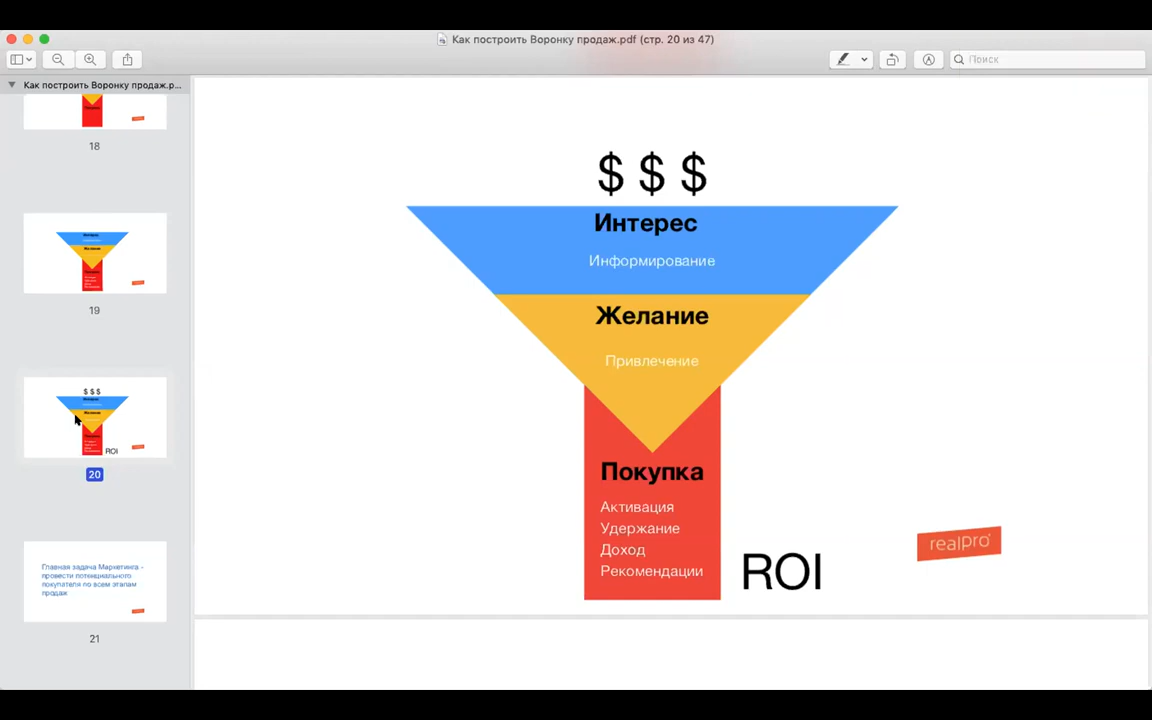 Как построить Воронку продаж.pdf (стр. 20 из 47)
Поиск
Как построить Воронку продаж.р...
18
19
$ $ $
ROI
20
Главная задача Маркетинга -
провести потенциального
покупателя по всем этапам
продаж
21
$ $ $
Интерес
Информирование
Желание
Привлечение
Покупка
Активация
Удержание
Доход
Рекомендации
ROI
realpro